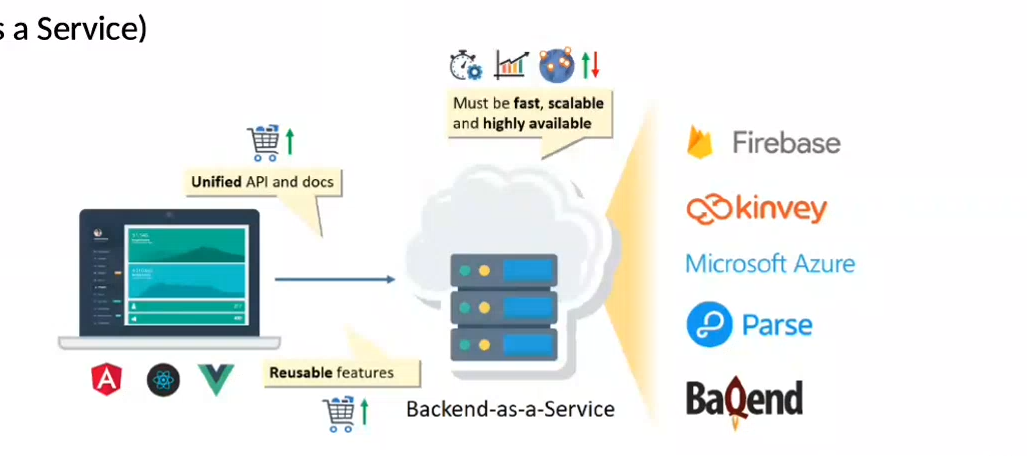 s a Service)
Must be fast, scalable
and highly available
Unified API and docs
Reusable features
Backend-as-a-Service
Firebase
kinvey
Microsoft Azure
Parse
BaQend